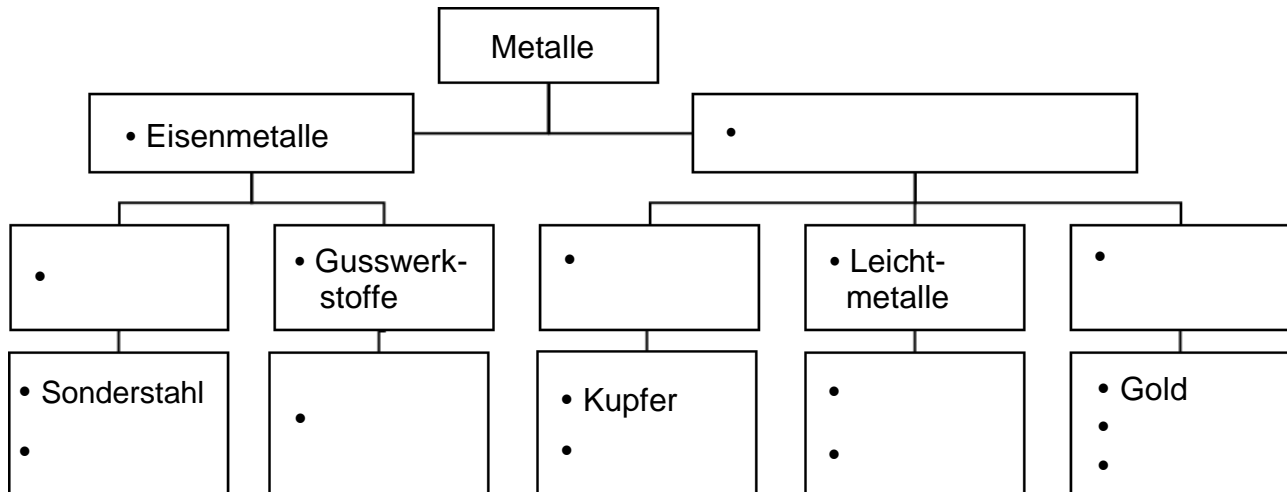 Metalle
• Eisenmetalle
•
•
• Gusswerk-
stoffe
•
• Leicht-
metalle
•
• Sonderstahl
•
•
• Kupfer
•
•
•
• Gold
•
•